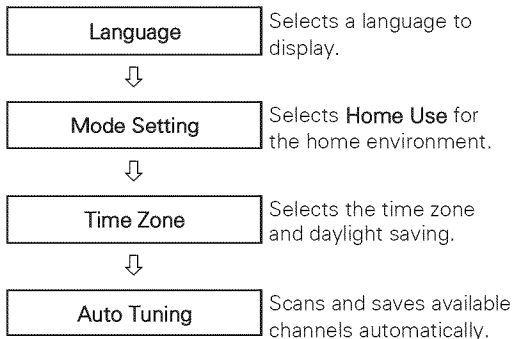 Language
Selects a language to
display.
Mode Setting
Selects Home Use for
the home environment.
Time Zone
Selects the time zone
and daylight saving.
Auto Tuning
Scans and saves available
channels automatically.